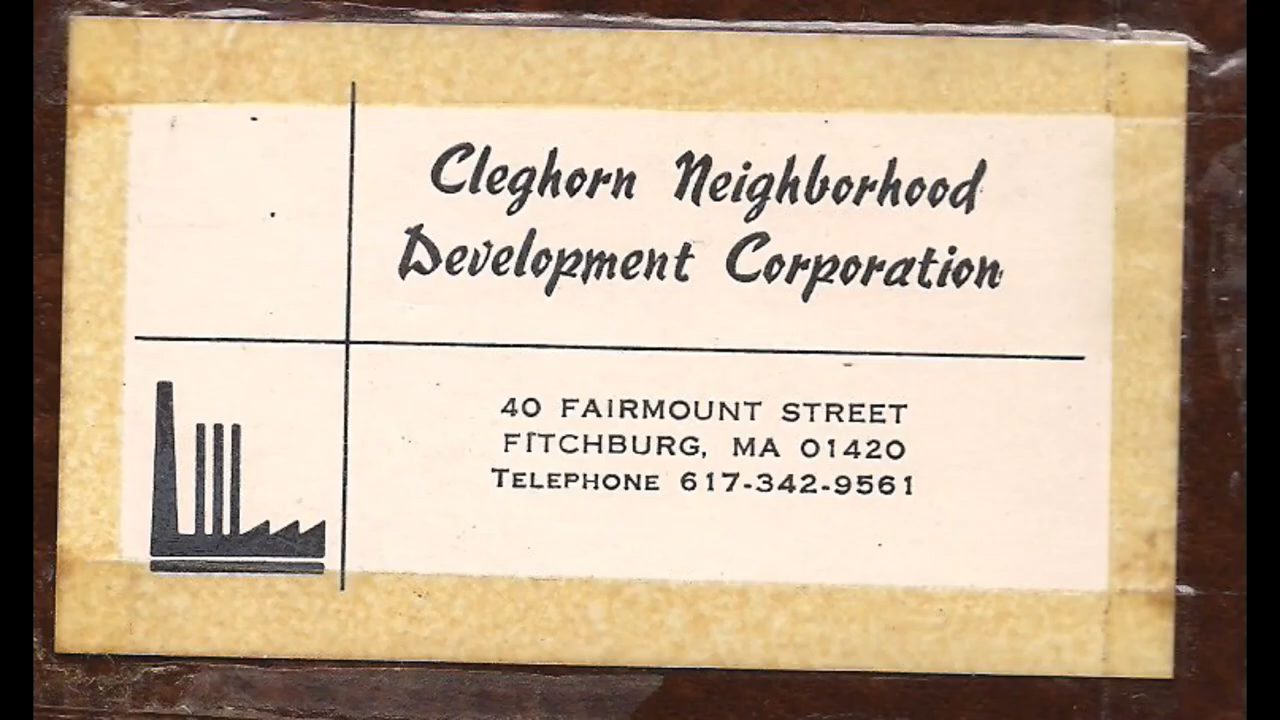 Cleghorn Neighborhood
Development Corporation
40 FAIRMOUNT STREET
FITCHBURG, MA 01420
TELEPHONE 617-342-9561